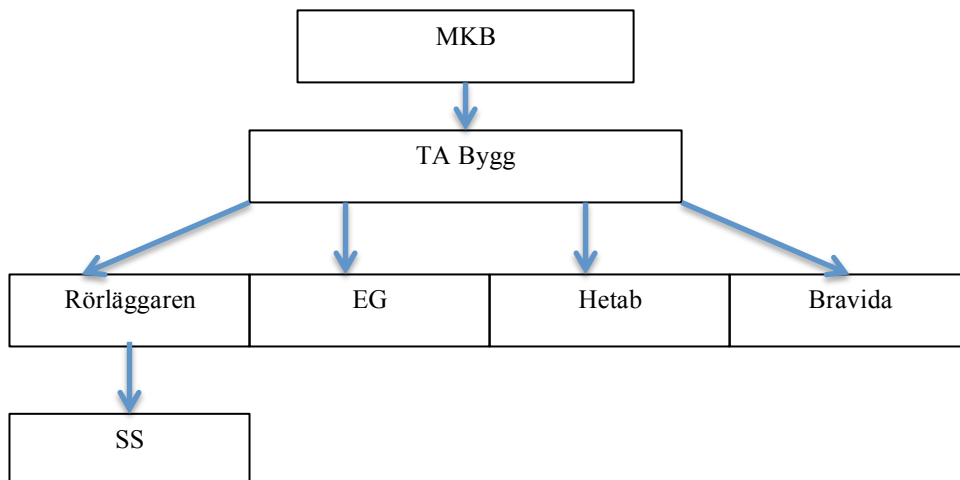 MKB
TA Bygg
Rörläggaren
EG
Hetab
Bravida
SS